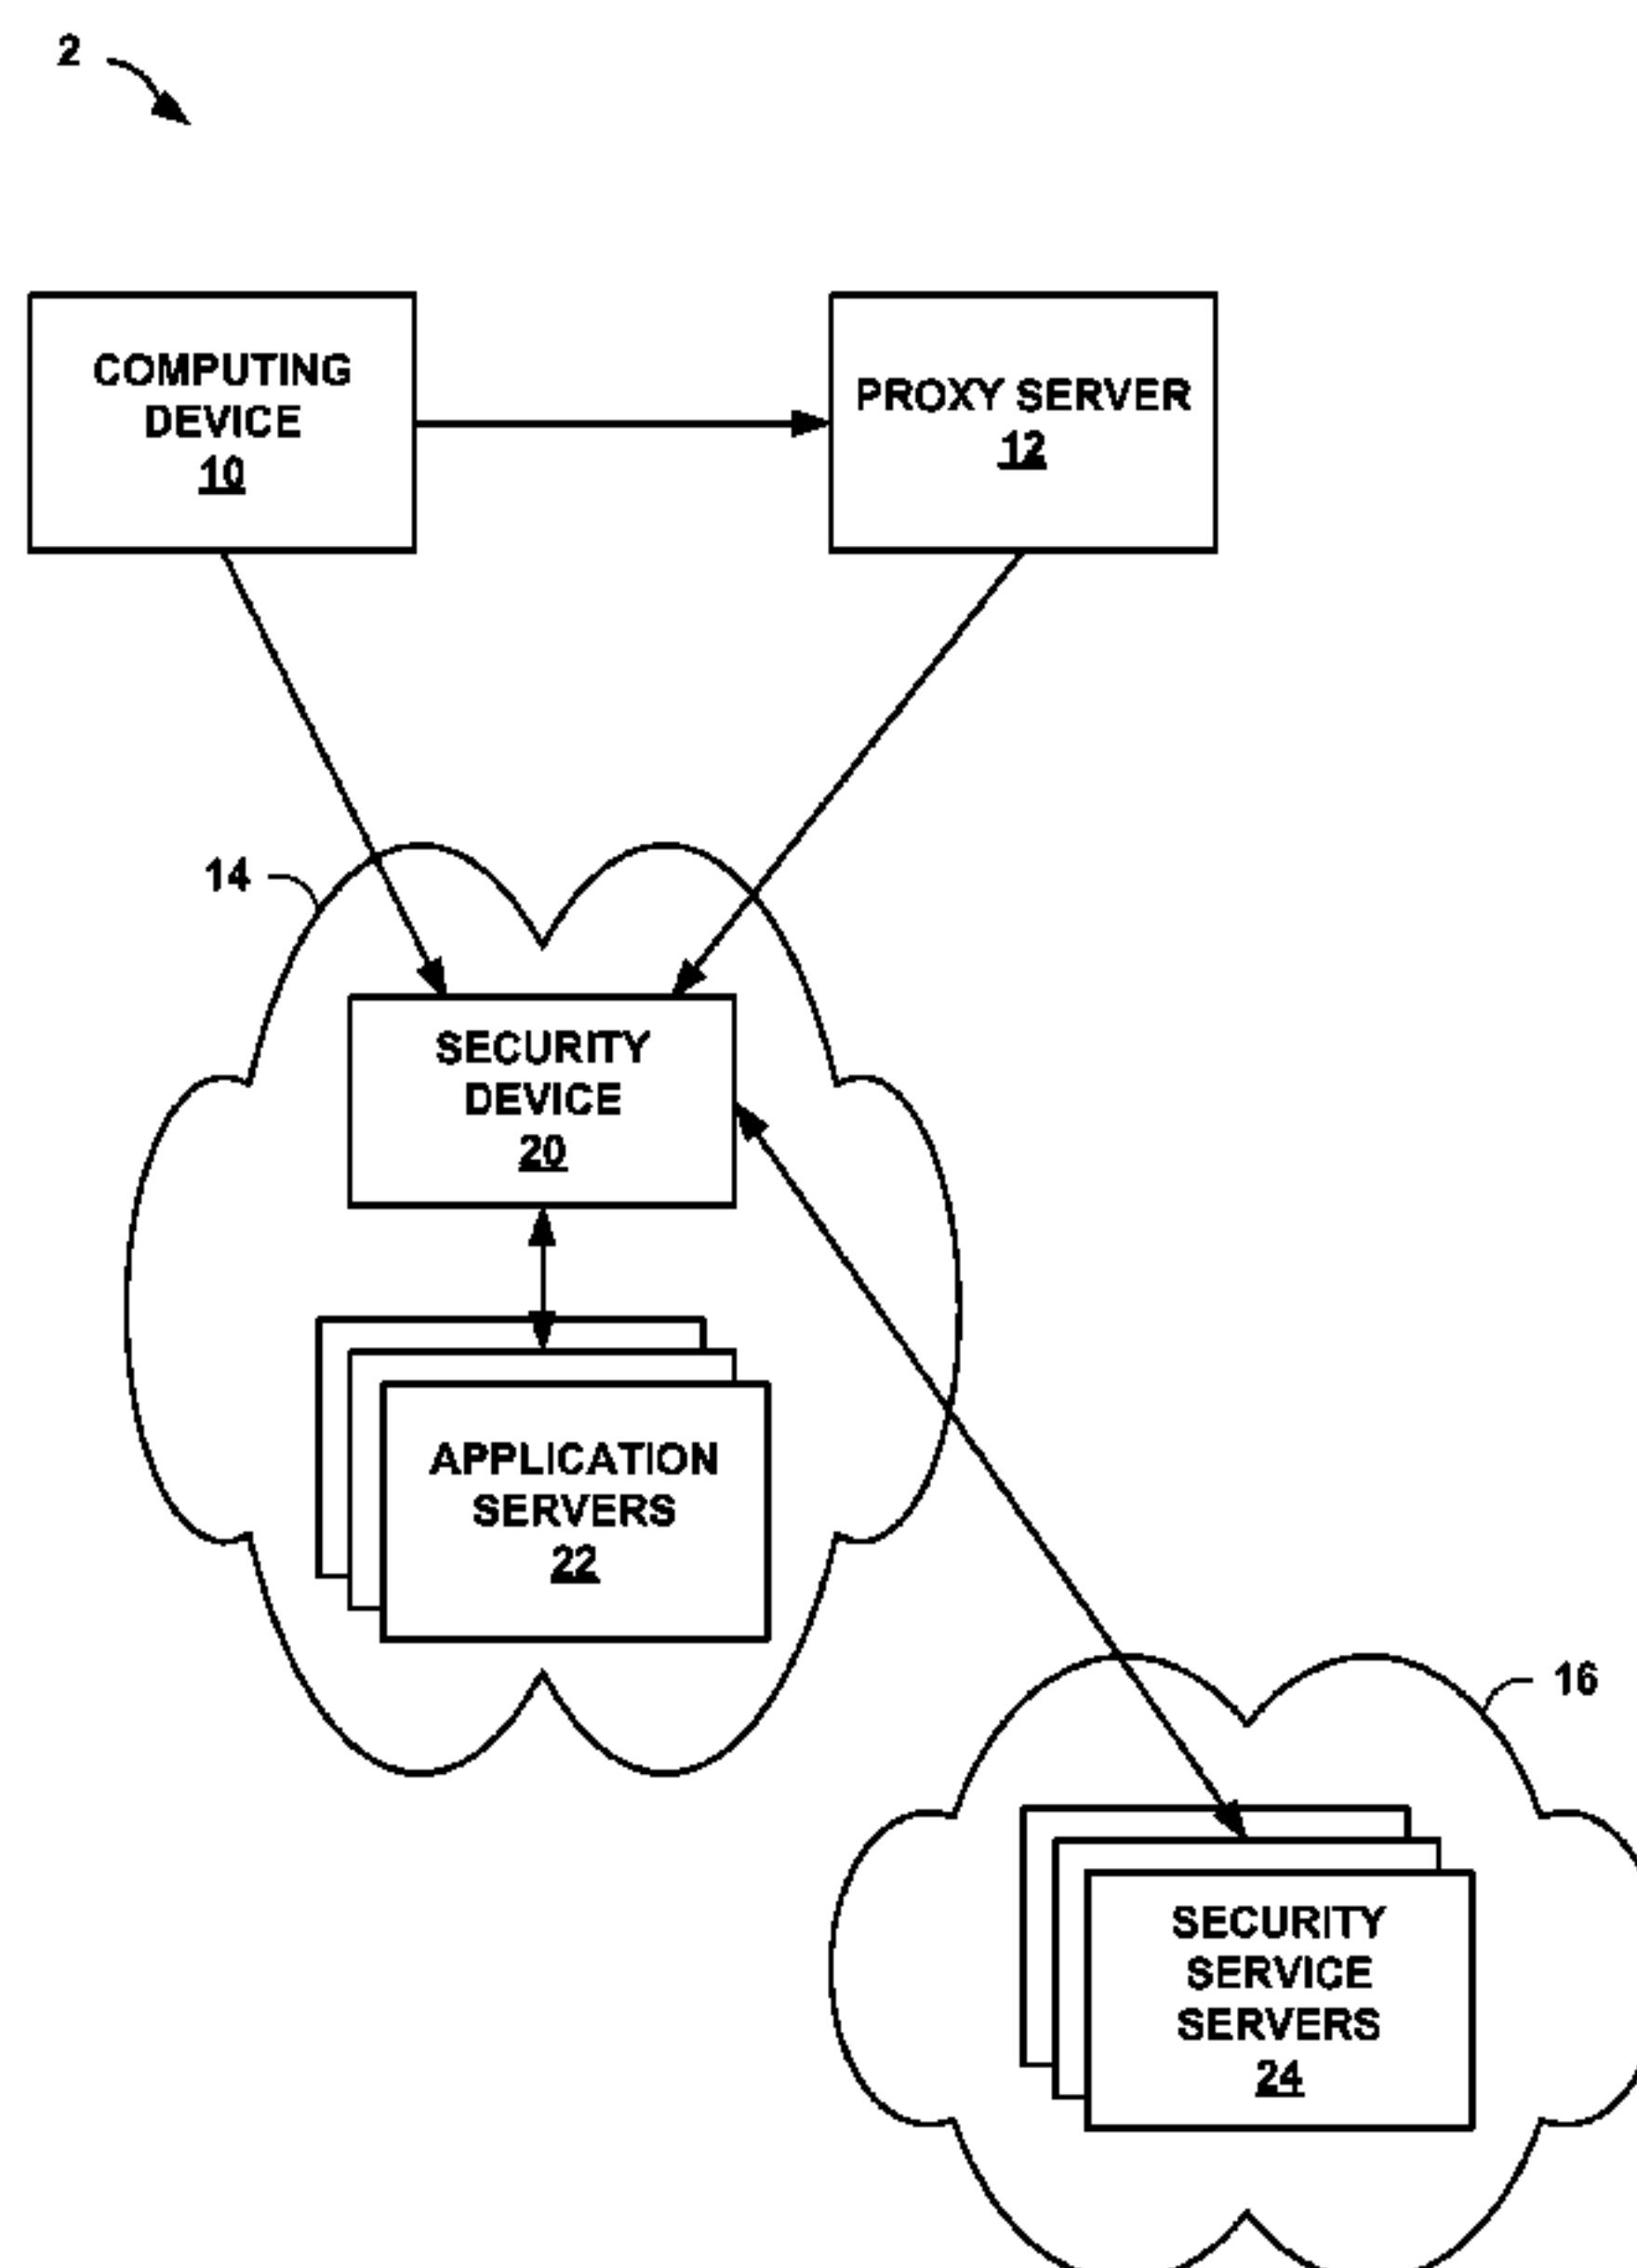 2
COMPUTING
DEVICE
10
PROXY SERVER
12
14
SECURITY
DEVICE
20
APPLICATION
SERVERS
22
16
SECURITY
SERVICE
SERVERS
24